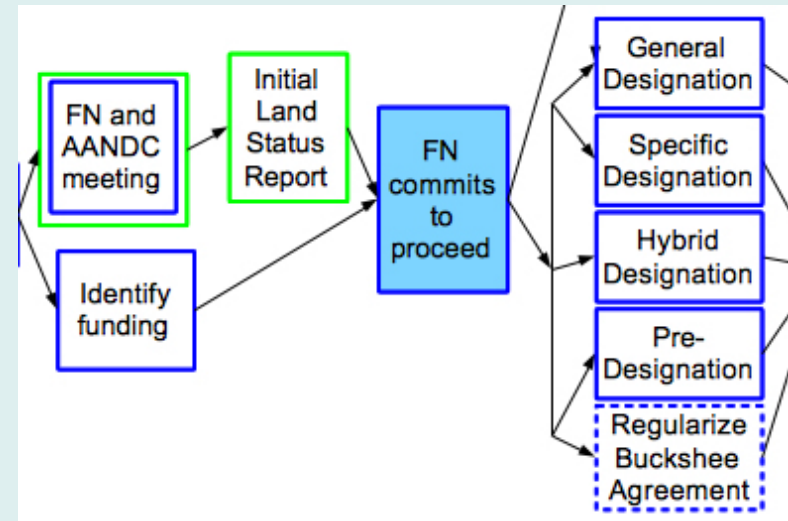 FN and
AANDC
meeting
Initial
Land
Status
Report
Identify
funding
FN
commits
to
proceed
General
Designation
Specific
Designation
Hybrid
Designation
Pre-
Designation
Regularize
Buckshee
Agreement